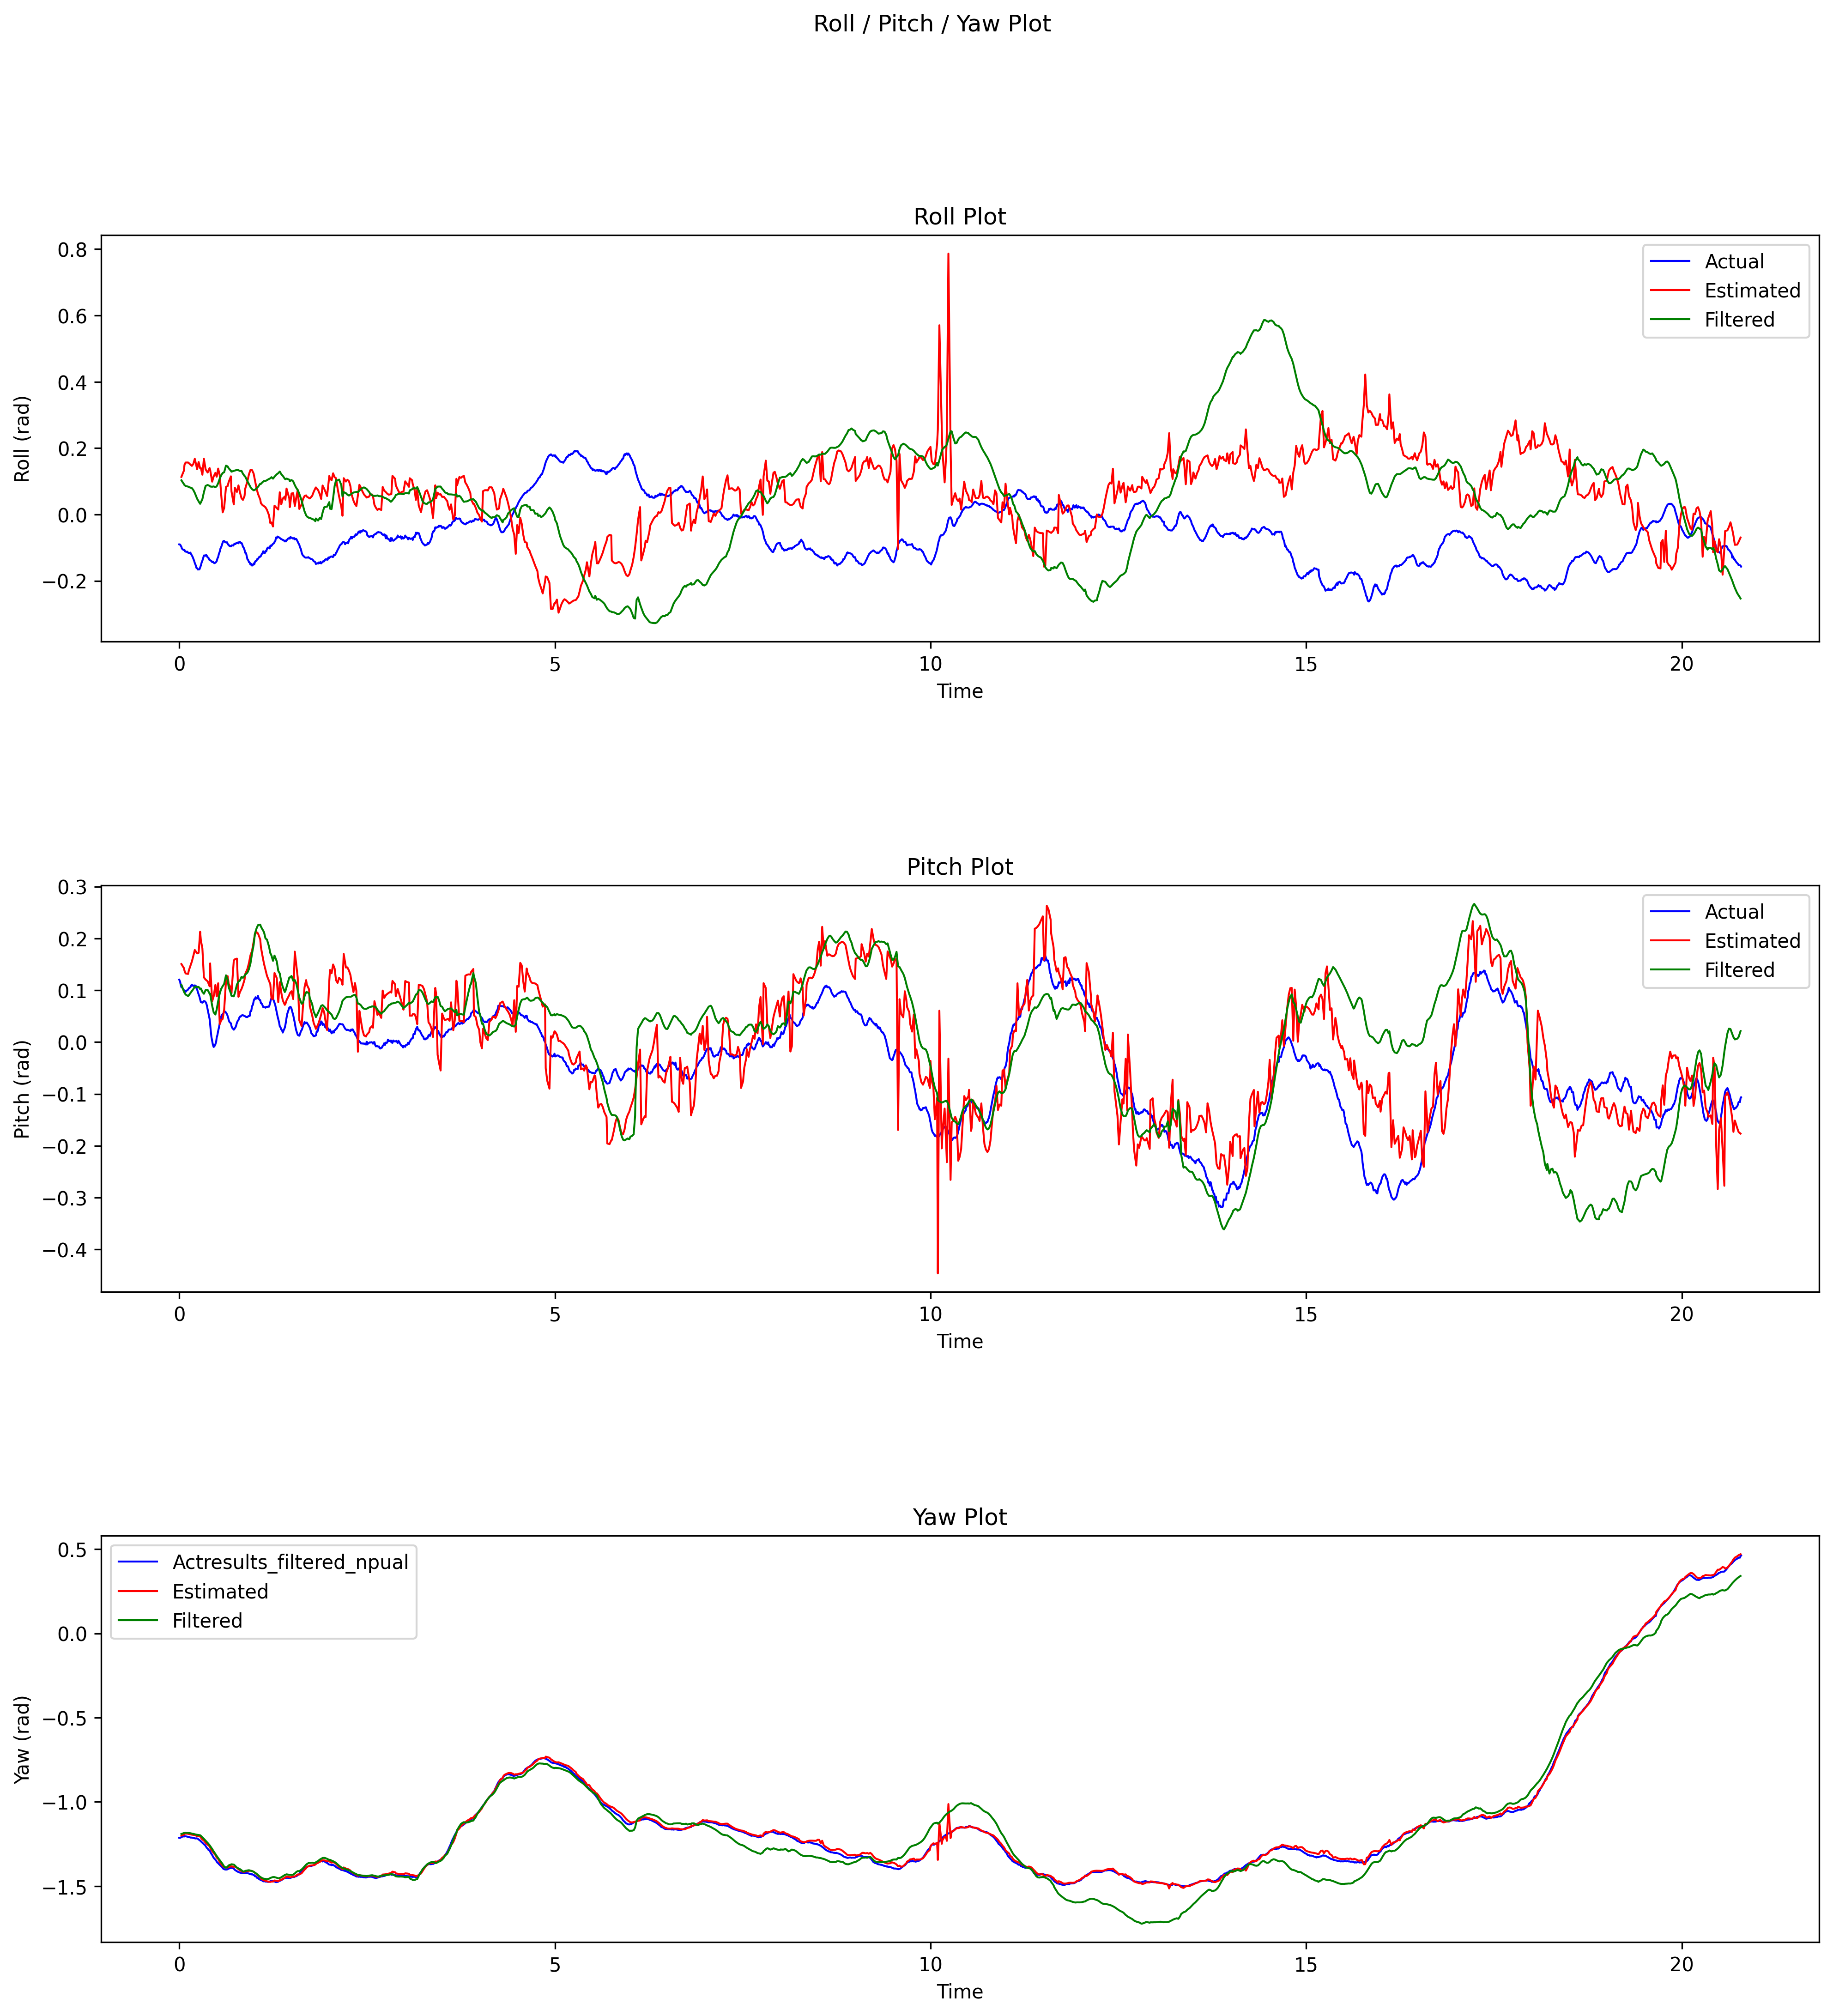 Roll / Pitch / Yaw Plot
Roll Plot
Roll (rad)
0.8
0.6
0.4
0.2
0.0
−0.2
Actual
Estimated
Filtered
0 5 10 15 20
Time
Pitch Plot
Pitch (rad)
0.3
0.2
0.1
0.0
−0.1
−0.2
−0.3
−0.4
Actual
Estimated
Filtered
0 5 10 15 20
Time
Yaw Plot
Yaw (rad)
0.5
0.0
−0.5
−1.0
−1.5
Actresults_filtered_npual
Estimated
Filtered
0 5 10 15 20
Time